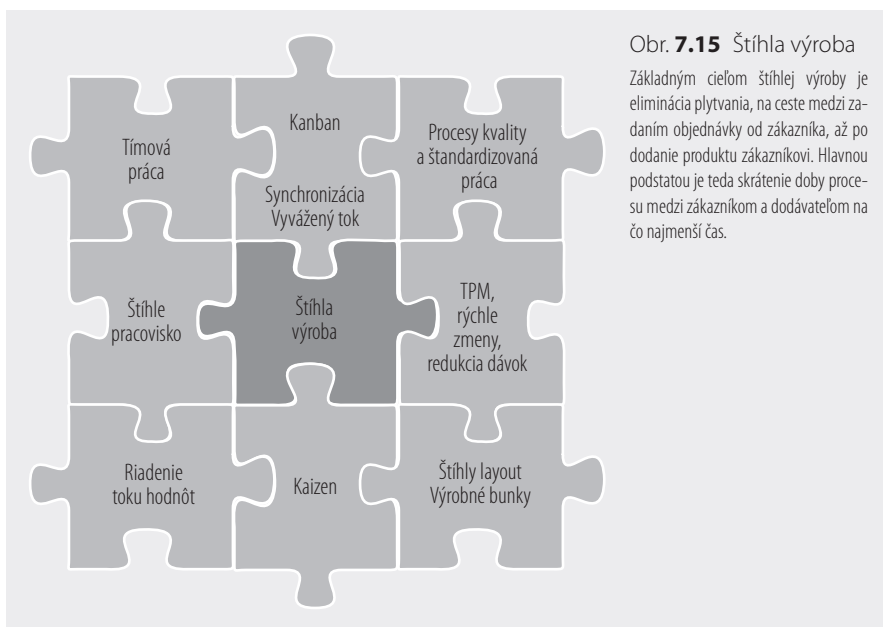 Obr. 7.15 Štíhla výroba
Základným cieľom štíhlej výroby je
eliminácia plytvania, na ceste medzi za-
daním objednávky od zákazníka, až po
dodanie produktu zákazníkovi. Hlavnou
podstatou je teda skrátenie doby proce-
su medzi zákazníkom a dodávateľom na
čo najmenší čas.
Tímová
práca
Kanban
Synchronizácia
Vyvážený tok
Procesy kvality
a štandardizovaná
práca
Štíhle
pracovisko
Štíhla
výroba
TPM,
rýchle
zmeny,
redukcia dávok
Riadenie
toku hodnôt
Kaizen
Štíhly layout
Výrobné bunky